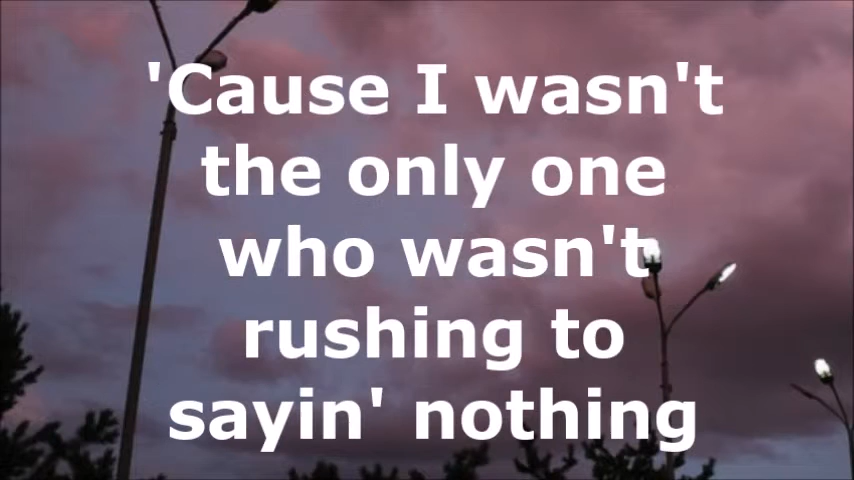 'Cause I wasn't
the only one
who wasn't
rushing to
sayin' nothing